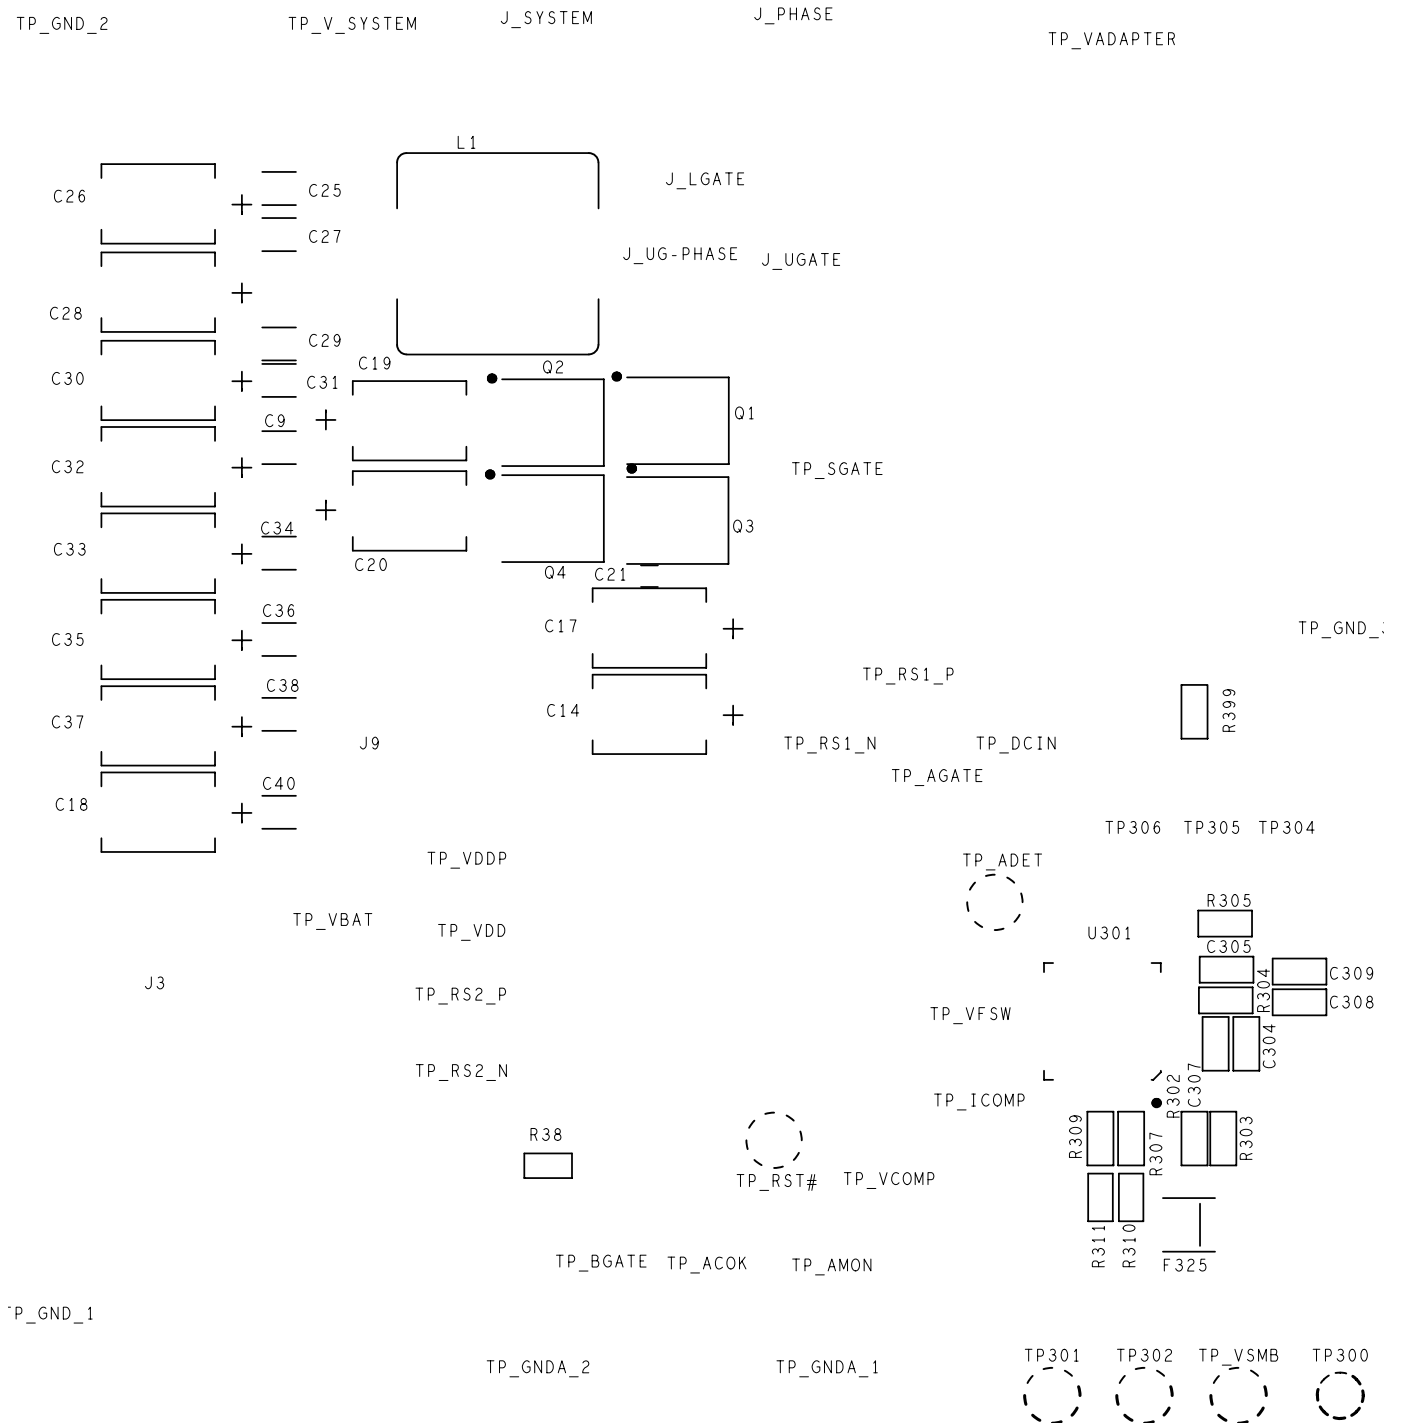 TP_GND_2
TP_V_SYSTEM
J_SYSTEM
J_PHASE
TP_VADAPTER
L1
C26
C25
J_LGATE
C27
J_UG-PHASE
J_UGATE
C28
C29
C19
Q2
C30
C31
C9
Q1
C32
TP_SGATE
C34
Q3
C33
C20
Q4
C21
C36
C17
TP_GND_
C35
TP_RS1_P
C38
C14
R399
C37
J9
TP_RS1_N
TP_DCIN
TP_AGATE
C40
C18
TP306
TP305
TP304
TP_VDDP
TP_ADET
R305
TP_VBAT
TP_VDD
U301
C305
C309
J3
TP_RS2_P
R304
C308
TP_VFSW
C304
TP_RS2_N
C307
R302
TP_ICOMP
R38
R309
R307
R303
TP_RST#
TP_VCOMP
R311
R310
TP_BGATE
TP_ACOK
TP_AMON
F325
TP_GND_1
TP_GNDA_2
TP_GNDA_1
TP301
TP302
TP_VSMB
TP300